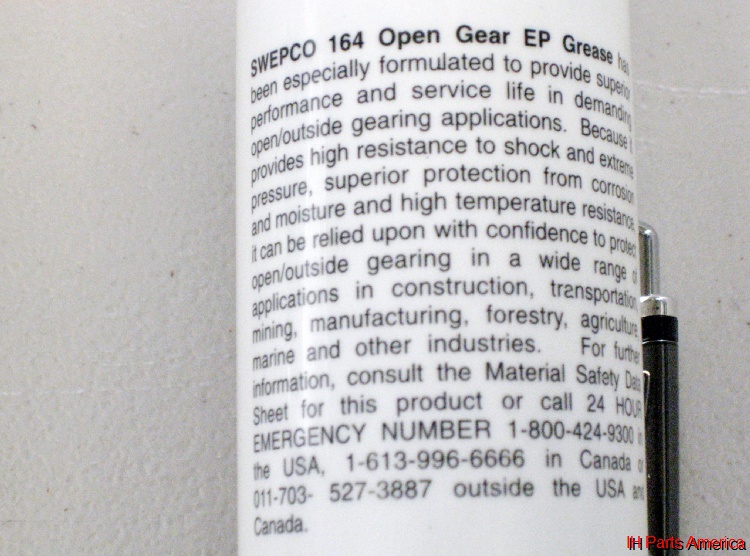 SWEPCO 164 Open Gear EP Grease has
been especially formulated to provide superior
performance and service life in demanding
open/outside gearing applications. Because it
provides high resistance to shock and extreme
pressure, superior protection from corrosion
and moisture and high temperature resistance,
it can be relied upon with confidence to protect
open/outside gearing in a wide range of
applications in construction, transportation,
mining, manufacturing, forestry, agriculture,
marine and other industries. For further
information, consult the Material Safety Data
Sheet for this product or call 24 HOUR
EMERGENCY NUMBER 1-800-424-9300 in
the USA, 1-613-996-6666 in Canada or
011-703- 527-3887 outside the USA and
Canada.
IH Parts America